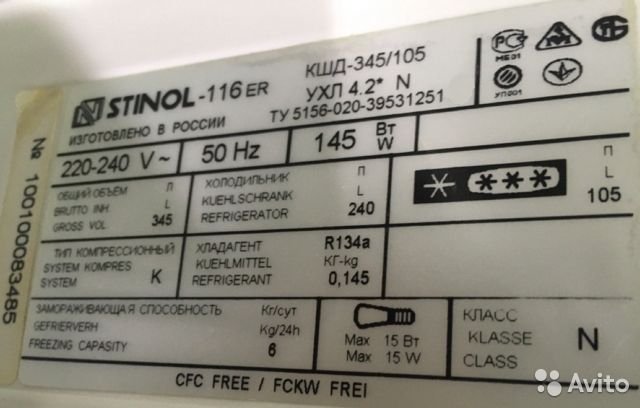 STINOL-116 ER
КШД-345/105
УХЛ 4.2* N
ТУ 5156-020-39531251
ИЗГОТОВЛЕНО В РОССИИ
МЕ01
УП001
№ 100100083485
220-240 V~
50 Hz
145 Вт
W
ОБЩИЙ ОБЪЕМ Л
BRUTTO INH. L
GROSS VOL. 345
ХОЛОДИЛЬНИК Л
KUEHLSCHRANK L
REFRIGERATOR 240
Л
L
105
ТИП КОМПРЕССИОННЫЙ
SYSTEM KOMPRES
SYSTEM K
ХЛАДАГЕНТ R134a
KUEHLMITTEL КГ-kg
REFRIGERANT 0,145
ЗАМОРАЖИВАЮЩАЯ СПОСОБНОСТЬ Кг/сут
GEFRIERVERH Kg/24h
FREEZING CAPASITY 6
Max 15 Вт
Max 15 W
КЛАСС
KLASSE N
CLASS
CFC FREE / FCKW FREI
Avito